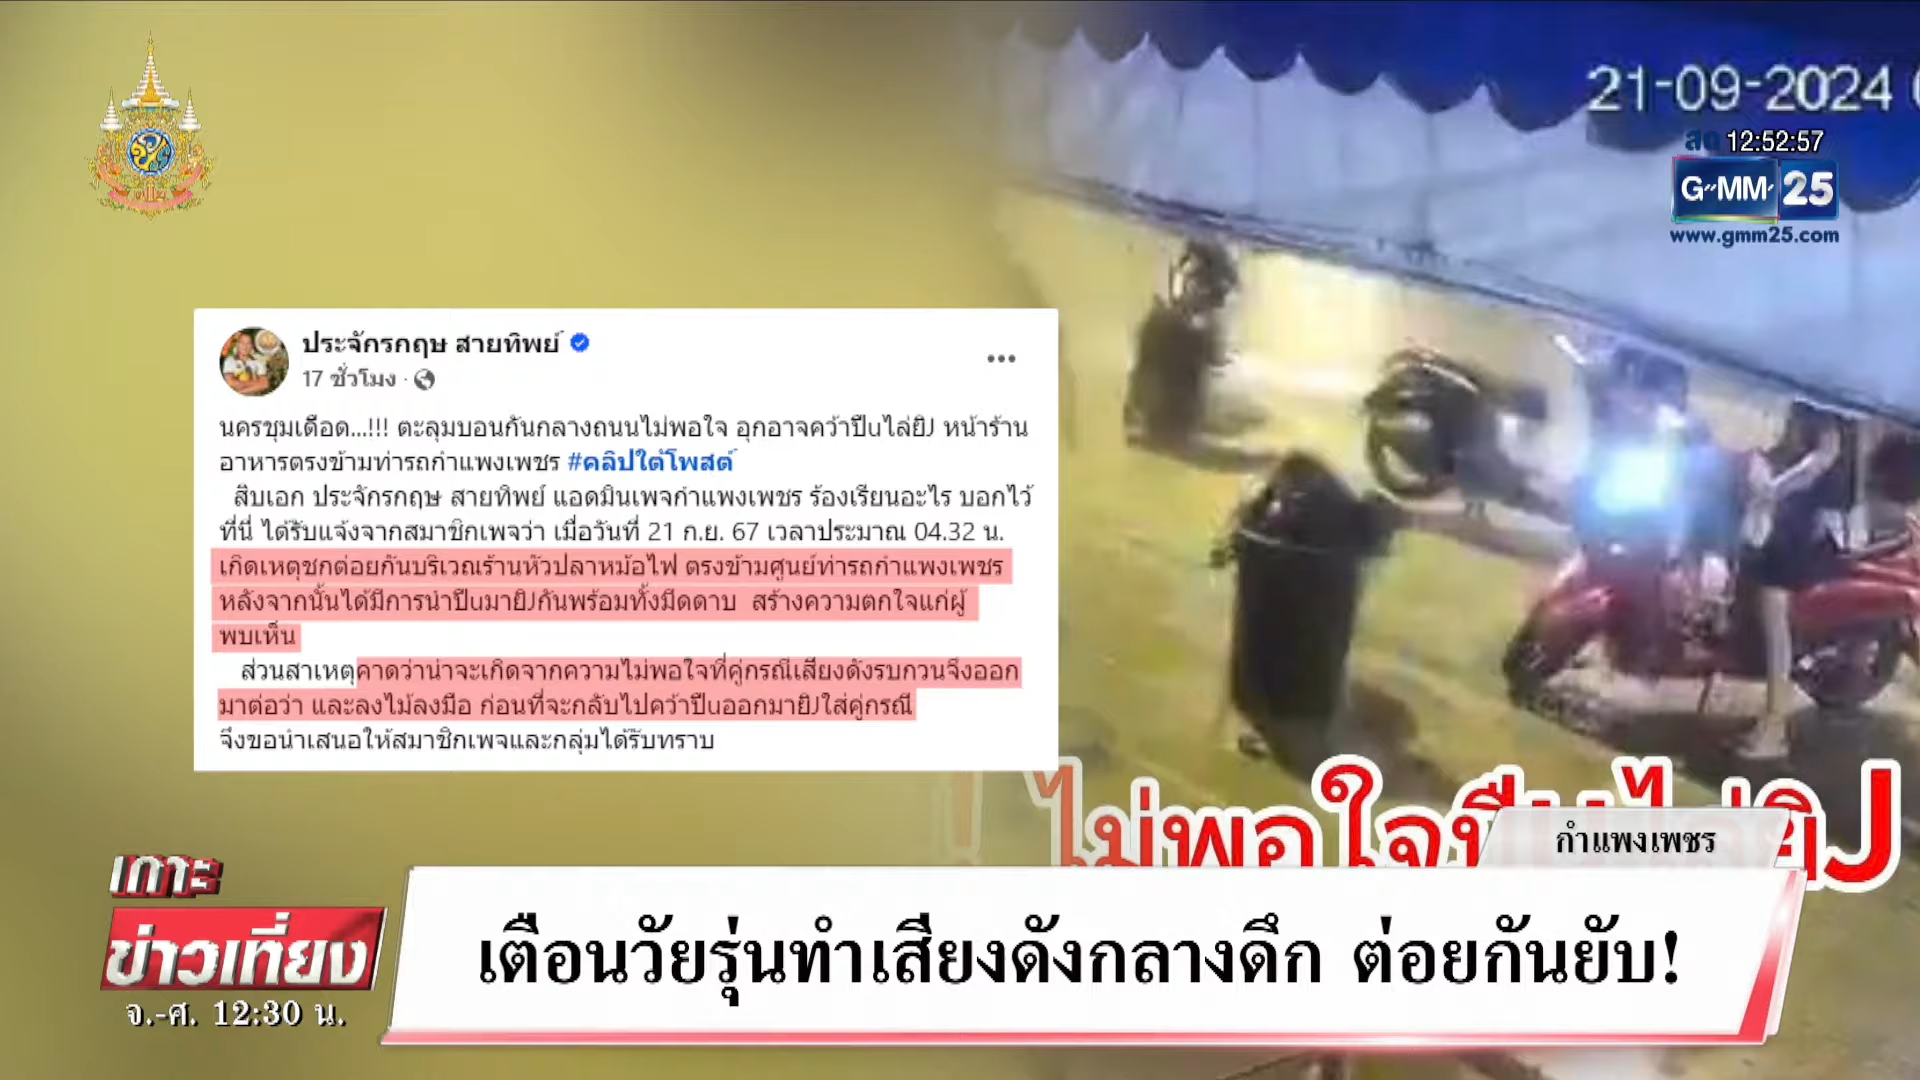 21-09-2024
สด 12:52:57
GMM 25
www.gmm25.com
ประจักรกฤษ สายทิพย์
17 ชั่วโมง
นครชุมเดือด...!!! ตะลุมบอนกันกลางถนนไม่พอใจ อุกอาจคว้าปืuไล่ยิJ หน้าร้าน
อาหารตรงข้ามท่ารถกำแพงเพชร #คลิปใต้โพสต์
สิบเอก ประจักรกฤษ สายทิพย์ แอดมินเพจกำแพงเพชร ร้องเรียนอะไร บอกไว้
ที่นี่ ได้รับแจ้งจากสมาชิกเพจว่า เมื่อวันที่ 21 ก.ย. 67 เวลาประมาณ 04.32 น.
เกิดเหตุชกต่อยกันบริเวณร้านหัวปลาหม้อไฟ ตรงข้ามศูนย์ท่ารถกำแพงเพชร
หลังจากนั้นได้มีการนำปืuมายิJกันพร้อมทั้งมีดดาบ สร้างความตกใจแก่ผู้
พบเห็น
ส่วนสาเหตุคาดว่าน่าจะเกิดจากความไม่พอใจที่คู่กรณีเสียงดังรบกวนจึงออก
มาต่อว่า และลงไม้ลงมือ ก่อนที่จะกลับไปคว้าปืuออกมายิJใส่คู่กรณี
จึงขอนำเสนอให้สมาชิกเพจและกลุ่มได้รับทราบ
ไม่พอใจปืuไล่ยิJ
กำแพงเพชร
เกาะ
ข่าวเที่ยง
จ.-ศ. 12:30 น.
เตือนวัยรุ่นทำเสียงดังกลางดึก ต่อยกันยับ!